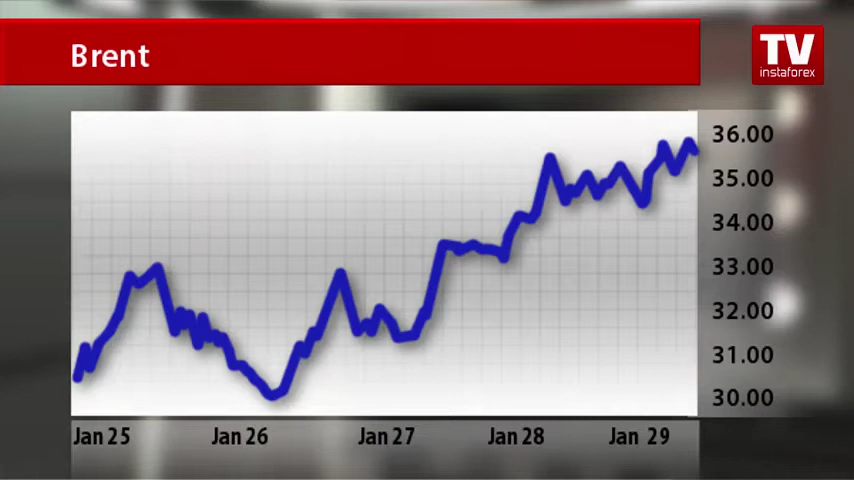 Brent
TV
instaforex
36.00
35.00
34.00
33.00
32.00
31.00
30.00
Jan 25 Jan 26 Jan 27 Jan 28 Jan 29